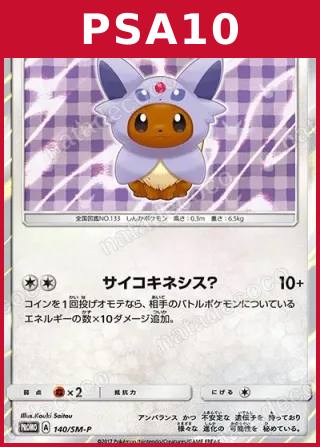 PSA10
全国図鑑NO.133 しんかポケモン 高さ:0.3m 重さ:6.5kg
サイコキネシス? 10+
コインを1回投げオモテなら、相手のバトルポケモンについている
エネルギーの数×10ダメージ追加。
弱点 ×2 抵抗力 にげる
Illus. Kouki Saitou
PROMO A 140/SM-P
アンバランス かつ 不安定な 遺伝子を 持っており
様々な 進化の 可能性を 秘めている。
©2017 Pokémon/Nintendo/Creatures/GAME FREAK.